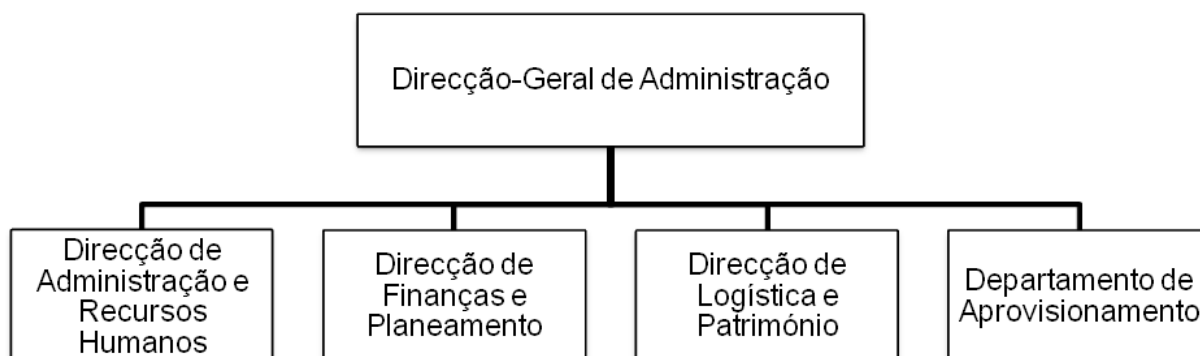 Direcção-Geral de Administração
Direcção de
Administração e
Recursos
Humanos
Direcção de
Finanças e
Planeamento
Direcção de
Logística e
Património
Departamento de
Aprovisionamento